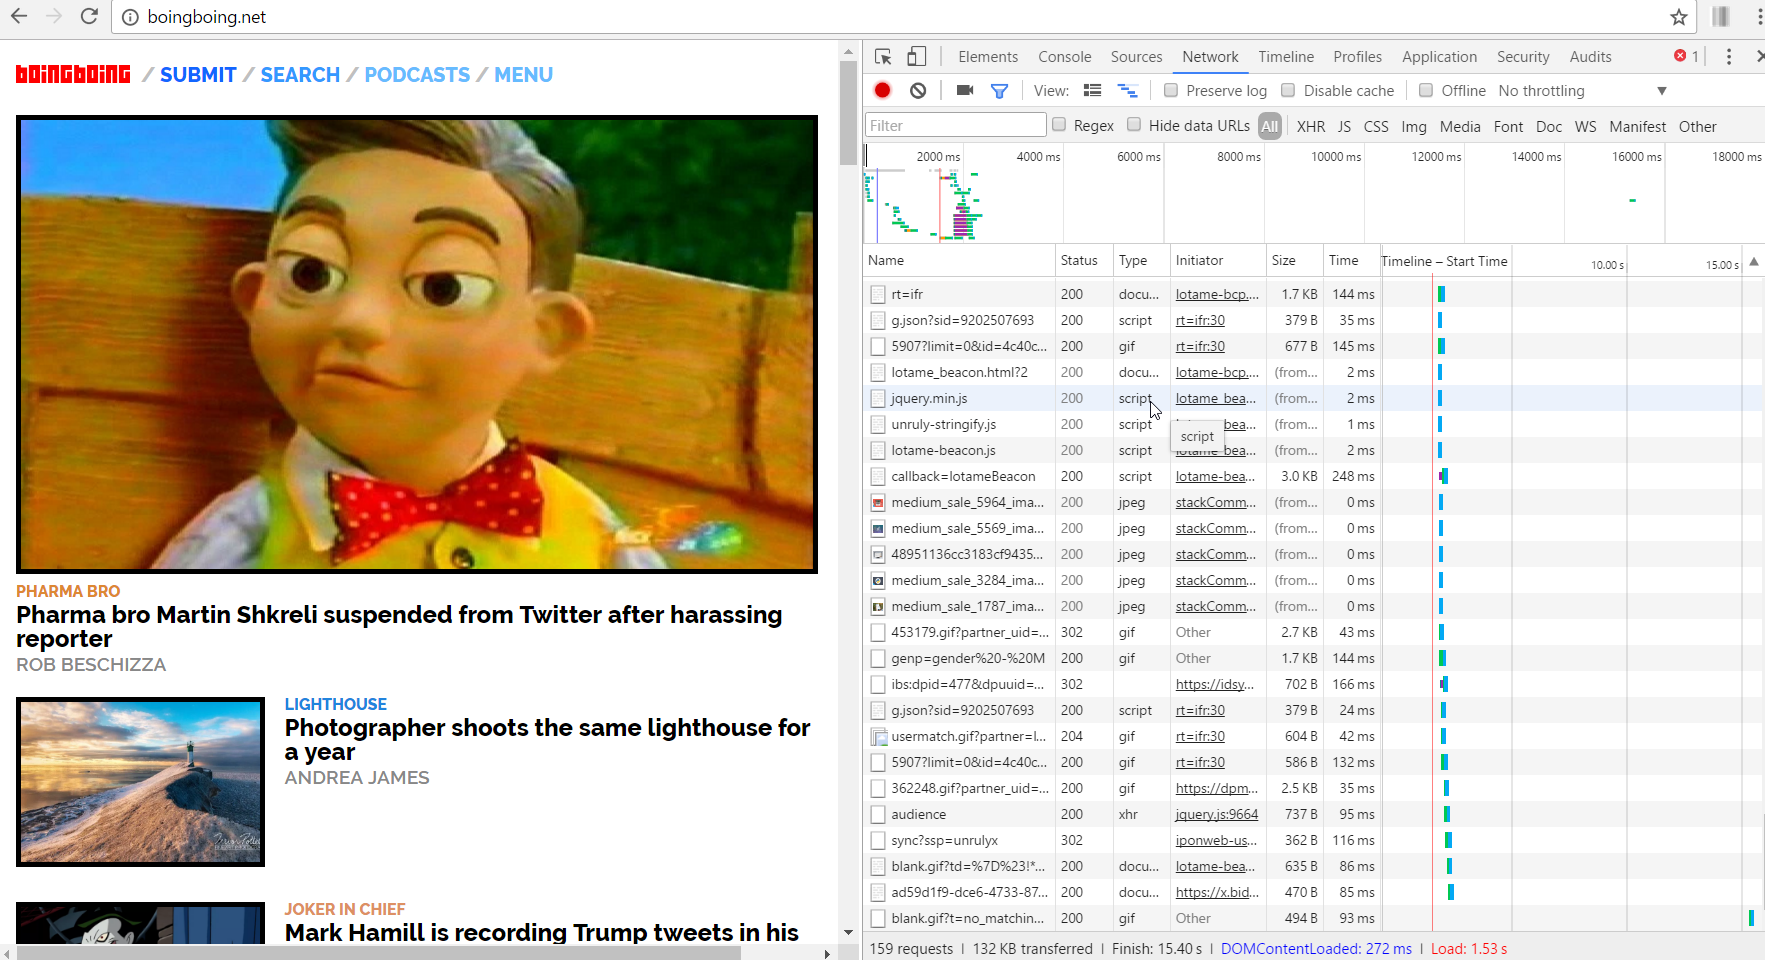 boingboing.net
boingboing / SUBMIT / SEARCH / PODCASTS / MENU
PHARMA BRO
Pharma bro Martin Shkreli suspended from Twitter after harassing
reporter
ROB BESCHIZZA
LIGHTHOUSE
Photographer shoots the same lighthouse for
a year
ANDREA JAMES
JOKER IN CHIEF
Mark Hamill is recording Trump tweets in his
Elements Console Sources Network Timeline Profiles Application Security Audits 1
View: Preserve log Disable cache Offline No throttling
Filter Regex Hide data URLs All XHR JS CSS Img Media Font Doc WS Manifest Other
2000 ms 4000 ms 6000 ms 8000 ms 10000 ms 12000 ms 14000 ms 16000 ms 18000 ms
Name Status Type Initiator Size Time Timeline – Start Time 10.00 s 15.00 s
rt=ifr 200 docu... lotame-bcp.... 1.7 KB 144 ms
g.json?sid=9202507693 200 script rt=ifr:30 379 B 35 ms
5907?limit=0&id=4c40c... 200 gif rt=ifr:30 677 B 145 ms
lotame_beacon.html?2 200 docu... lotame-bcp.... (from... 2 ms
jquery.min.js 200 script lotame_bea... (from... 2 ms
unruly-stringify.js 200 script bea... (from... 1 ms
script
lotame-beacon.js 200 script lotame-bea... (from... 2 ms
callback=lotameBeacon 200 script lotame-bea... 3.0 KB 248 ms
medium_sale_5964_ima... 200 jpeg stackComm... (from... 0 ms
medium_sale_5569_ima... 200 jpeg stackComm... (from... 0 ms
48951136cc3183cf9435... 200 jpeg stackComm... (from... 0 ms
medium_sale_3284_ima... 200 jpeg stackComm... (from... 0 ms
medium_sale_1787_ima... 200 jpeg stackComm... (from... 0 ms
453179.gif?partner_uid=... 302 gif Other 2.7 KB 43 ms
genp=gender%20-%20M 200 gif Other 1.7 KB 144 ms
ibs:dpid=477&dpuuid=... 302 https://idsy... 702 B 166 ms
g.json?sid=9202507693 200 script rt=ifr:30 379 B 24 ms
usermatch.gif?partner=l... 204 gif rt=ifr:30 604 B 42 ms
5907?limit=0&id=4c40c... 200 gif rt=ifr:30 586 B 132 ms
362248.gif?partner_uid=... 200 gif https://dpm... 2.5 KB 35 ms
audience 200 xhr jquery.js:9664 737 B 95 ms
sync?ssp=unrulyx 302 iponweb-us... 362 B 116 ms
blank.gif?td=%7D%23!*... 200 docu... lotame-bea... 635 B 86 ms
ad59d1f9-dce6-4733-87... 200 docu... https://x.bid... 470 B 85 ms
blank.gif?t=no_matchin... 200 gif Other 494 B 93 ms
159 requests | 132 KB transferred | Finish: 15.40 s | DOMContentLoaded: 272 ms | Load: 1.53 s